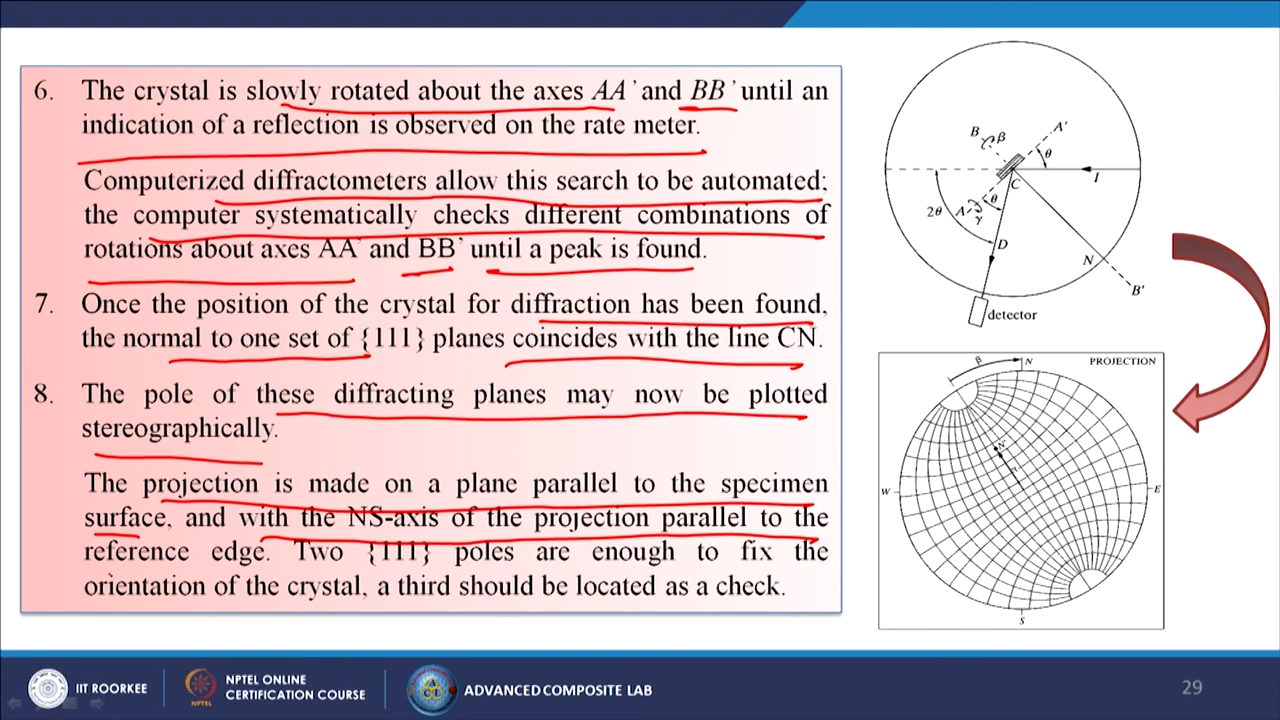 6. The crystal is slowly rotated about the axes AA' and BB' until an
indication of a reflection is observed on the rate meter.
Computerized diffractometers allow this search to be automated;
the computer systematically checks different combinations of
rotations about axes AA' and BB' until a peak is found.
7. Once the position of the crystal for diffraction has been found,
the normal to one set of {111} planes coincides with the line CN.
8. The pole of these diffracting planes may now be plotted
stereographically.
The projection is made on a plane parallel to the specimen
surface, and with the NS-axis of the projection parallel to the
reference edge. Two {111} poles are enough to fix the
orientation of the crystal, a third should be located as a check.
B β A'
θ
C I
2θ A γ θ
D
N
B'
detector
β N PROJECTION
N'
γ
W E
S
IIT ROORKEE
NPTEL ONLINE
CERTIFICATION COURSE
NPTEL
ADVANCED COMPOSITE LAB
29